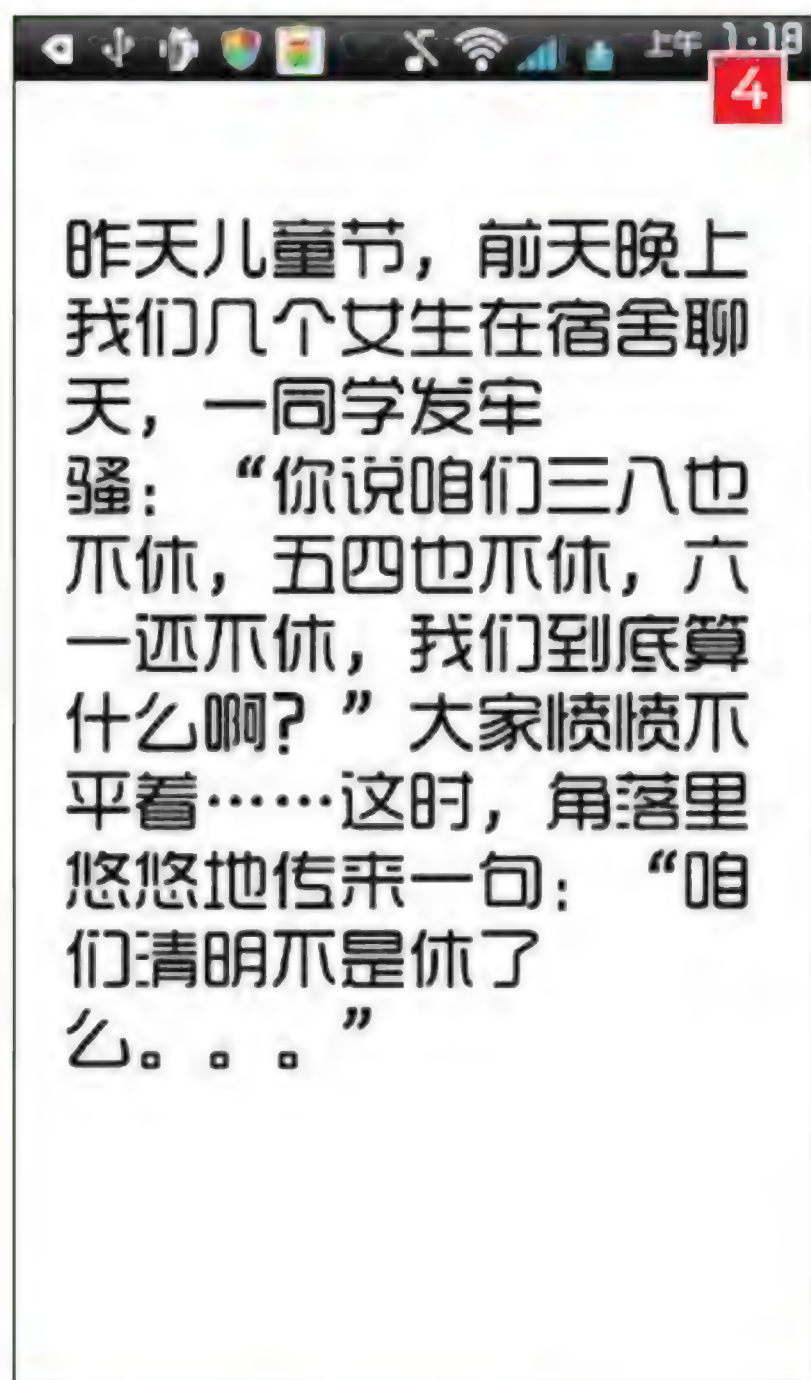 上午 1:18
4
昨天儿童节，前天晚上
我们几个女生在宿舍聊
天，一同学发牢
骚：“你说咱们三八也
不休，五四也不休，六
一还不休，我们到底算
什么啊？”大家愤愤不
平着……这时，角落里
悠悠地传来一句：“咱
们清明不是休了
么。。。”